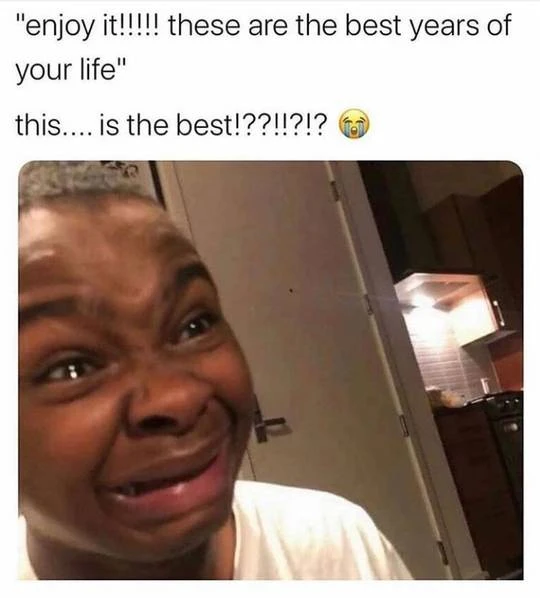 "enjoy it!!!!! these are the best years of
your life"
this.... is the best!??!!?!? 😭